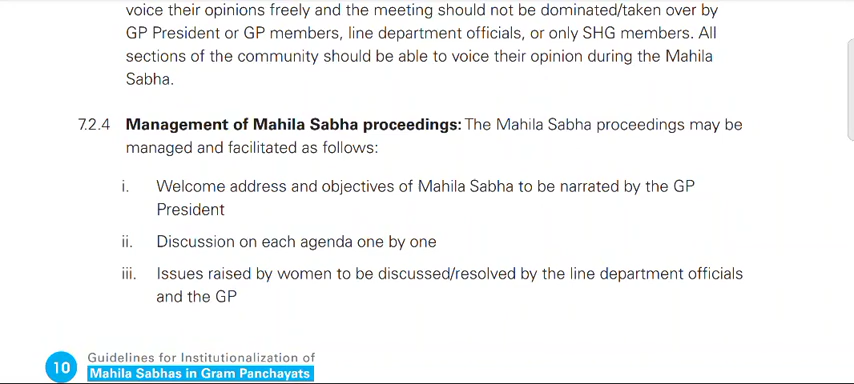 voice their opinions freely and the meeting should not be dominated/taken over by
GP President or GP members, line department officials, or only SHG members. All
sections of the community should be able to voice their opinion during the Mahila
Sabha.
7.2.4 Management of Mahila Sabha proceedings: The Mahila Sabha proceedings may be
managed and facilitated as follows:
i. Welcome address and objectives of Mahila Sabha to be narrated by the GP
President
ii. Discussion on each agenda one by one
iii. Issues raised by women to be discussed/resolved by the line department officials
and the GP
10 Guidelines for Institutionalization of
Mahila Sabhas in Gram Panchayats